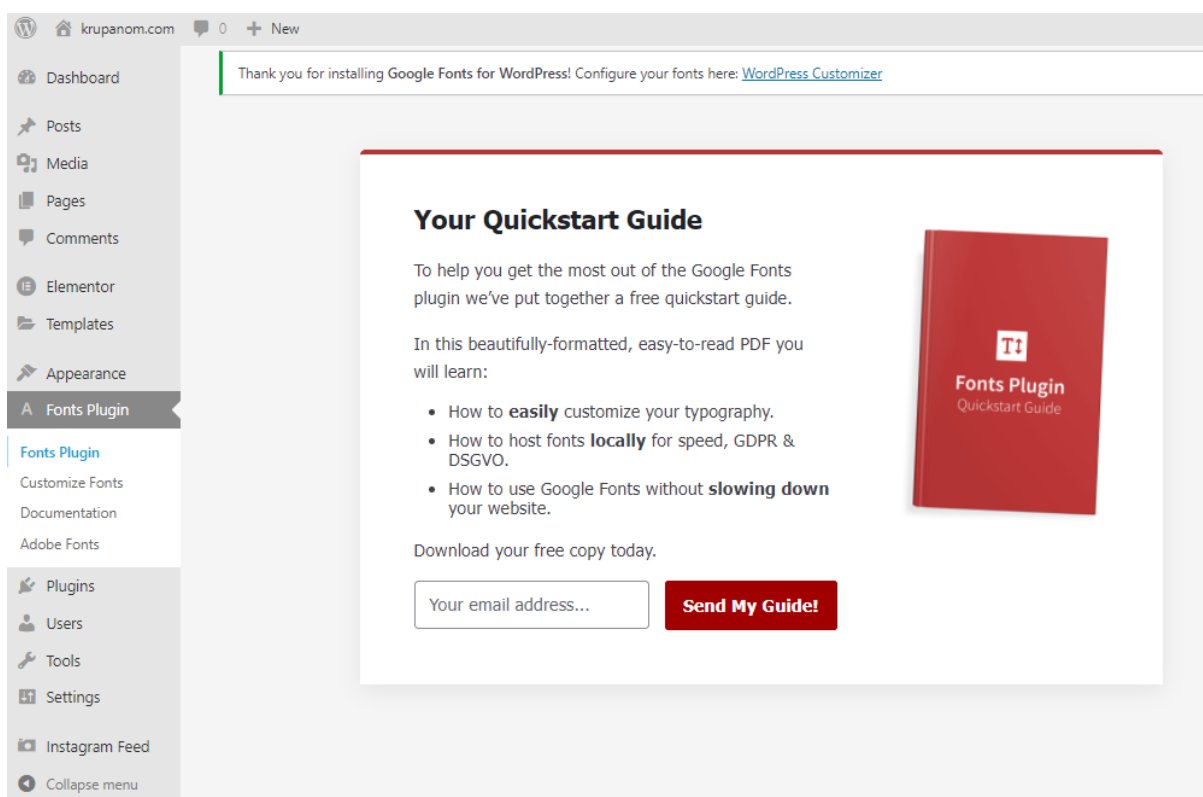 krupanom.com 0 + New
Dashboard
Posts
Media
Pages
Comments
Elementor
Templates
Appearance
A Fonts Plugin
Fonts Plugin
Customize Fonts
Documentation
Adobe Fonts
Plugins
Users
Tools
Settings
Instagram Feed
Collapse menu
Thank you for installing Google Fonts for WordPress! Configure your fonts here: WordPress Customizer
Your Quickstart Guide
To help you get the most out of the Google Fonts
plugin we’ve put together a free quickstart guide.
In this beautifully-formatted, easy-to-read PDF you
will learn:
• How to easily customize your typography.
• How to host fonts locally for speed, GDPR &
DSGVO.
• How to use Google Fonts without slowing down
your website.
Download your free copy today.
Your email address...
Send My Guide!
T
Fonts Plugin
Quickstart Guide